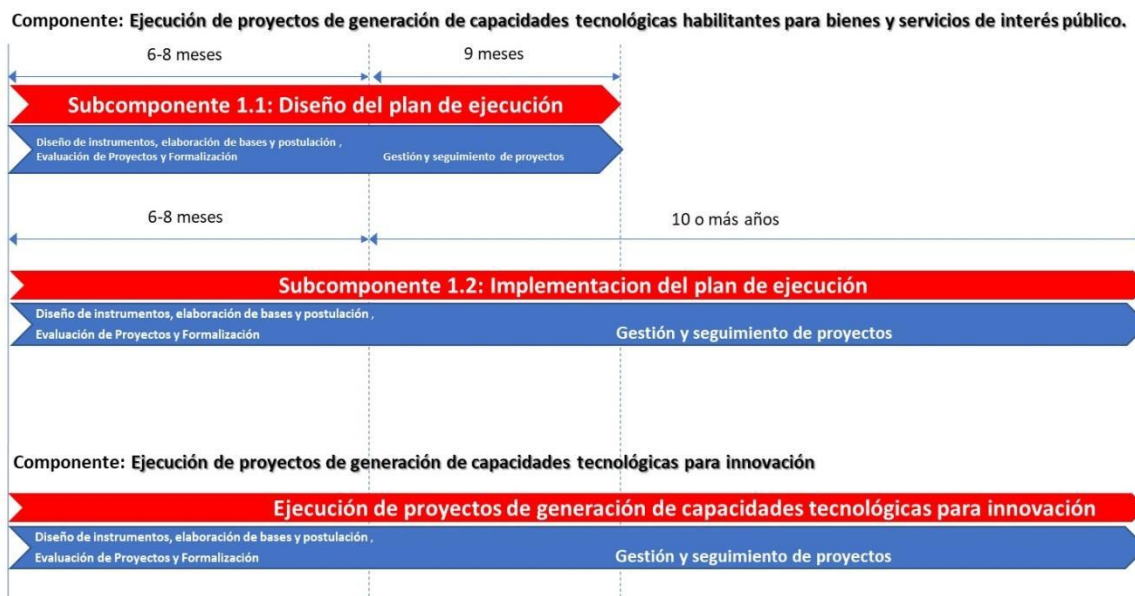 Componente: Ejecución de proyectos de generación de capacidades tecnológicas habilitantes para bienes y servicios de interés público.
6-8 meses
9 meses
Subcomponente 1.1: Diseño del plan de ejecución
Diseño de instrumentos, elaboración de bases y postulación ,
Evaluación de Proyectos y Formalización
Gestión y seguimiento de proyectos
6-8 meses
10 o más años
Subcomponente 1.2: Implementacion del plan de ejecución
Diseño de instrumentos, elaboración de bases y postulación ,
Evaluación de Proyectos y Formalización
Gestión y seguimiento de proyectos
Componente: Ejecución de proyectos de generación de capacidades tecnológicas para innovación
Ejecución de proyectos de generación de capacidades tecnológicas para innovación
Diseño de instrumentos, elaboración de bases y postulación ,
Evaluación de Proyectos y Formalización
Gestión y seguimiento de proyectos